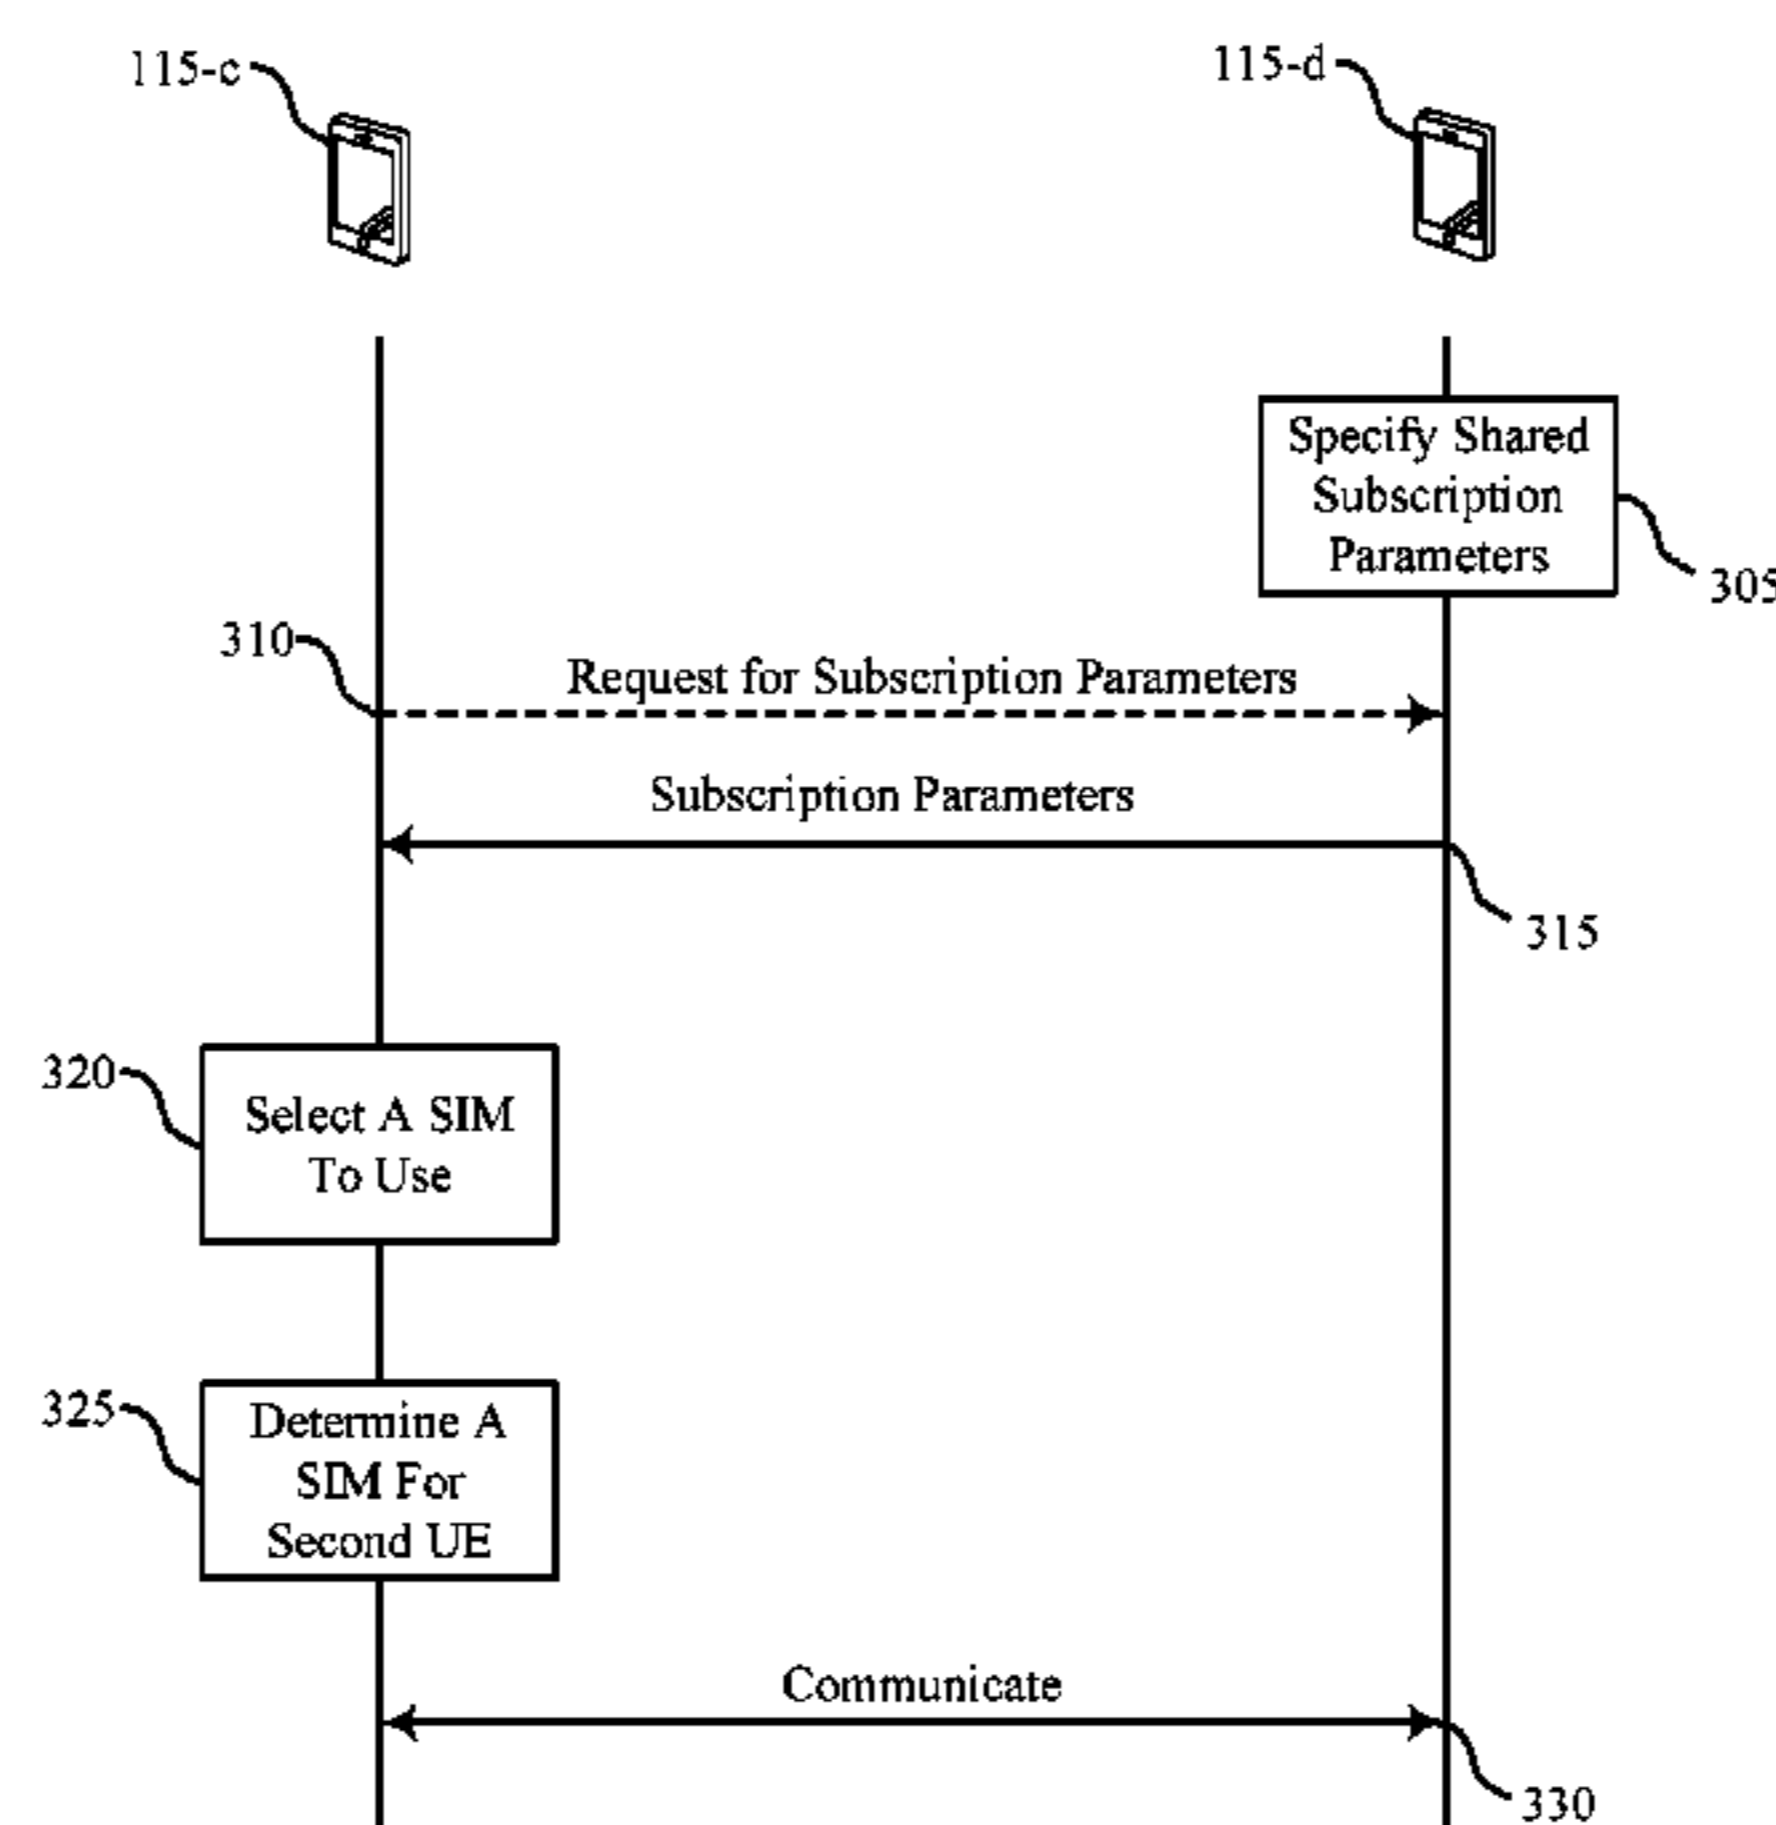 115-c
115-d
Specify Shared
Subscription
Parameters
305
310
Request for Subscription Parameters
Subscription Parameters
315
320
Select A SIM
To Use
325
Determine A
SIM For
Second UE
Communicate
330